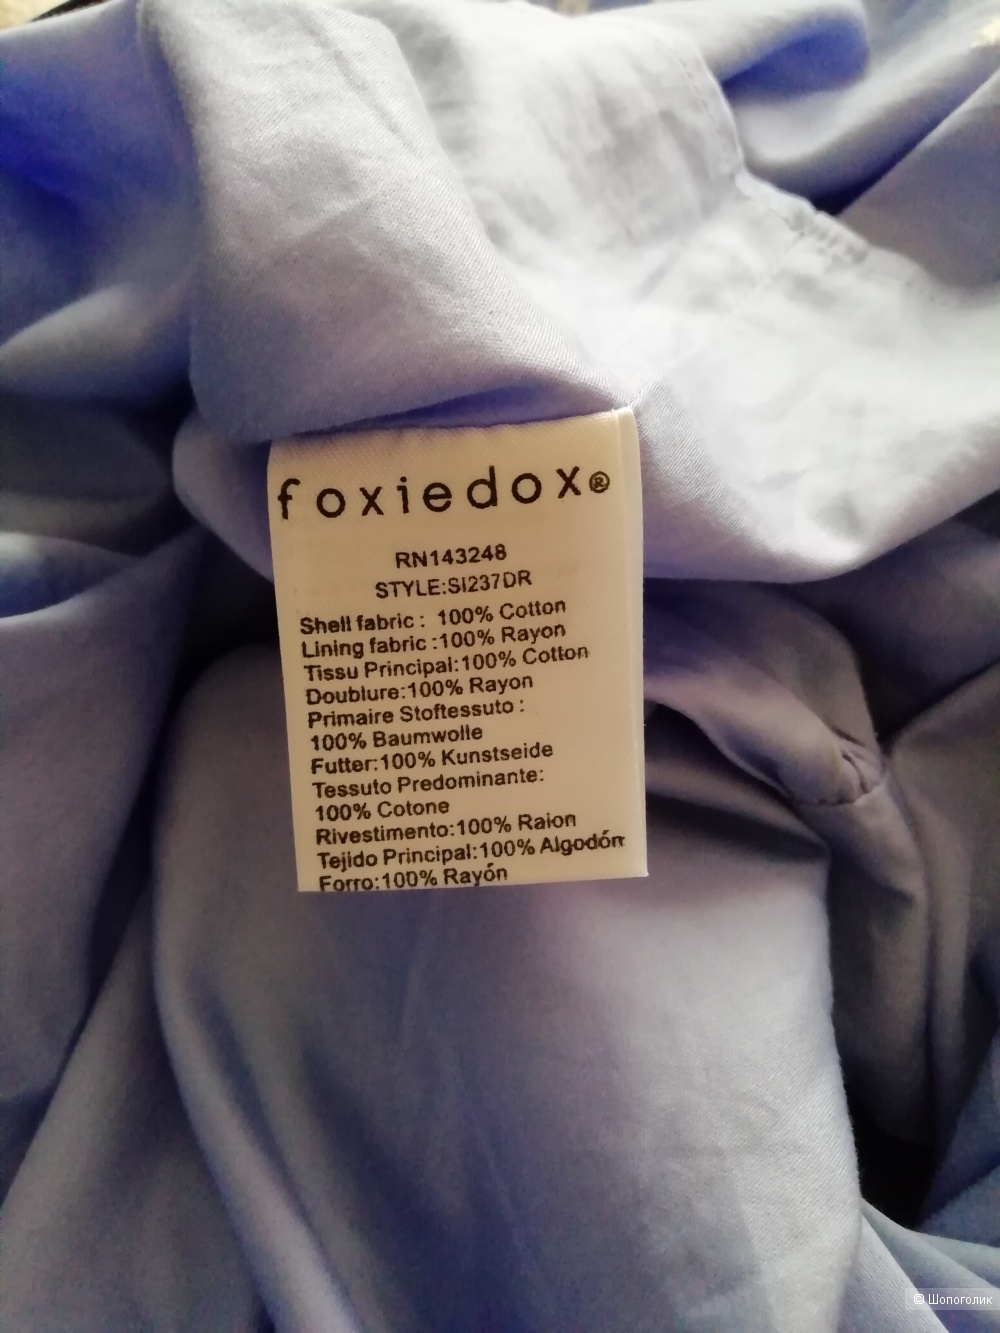 foxiedox®
RN143248
STYLE:SI237DR
Shell fabric : 100% Cotton
Lining fabric :100% Rayon
Tissu Principal:100% Cotton
Doublure:100% Rayon
Primaire Stoftessuto :
100% Baumwolle
Futter:100% Kunstseide
Tessuto Predominante:
100% Cotone
Rivestimento:100% Raion
Tejido Principal:100% Algodón
Forro:100% Rayón
© Шопоголик